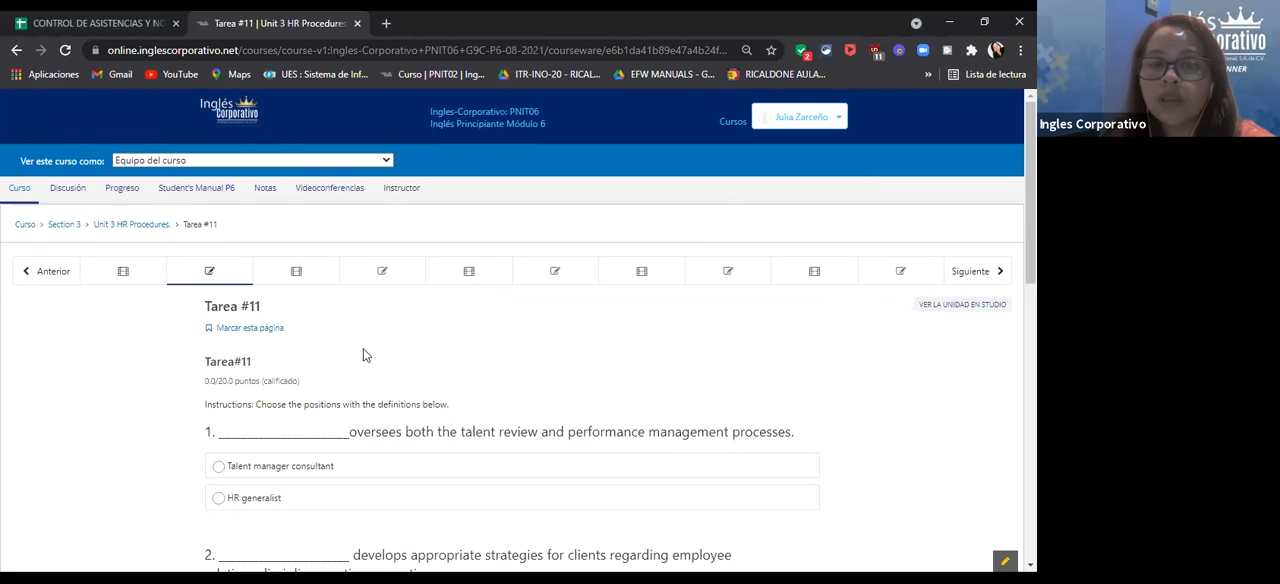 CONTROL DE ASISTENCIAS Y NO
Tarea #11 | Unit 3 HR Procedures.
online.inglescorporativo.net/courses/course-v1:Ingles-Corporativo+PNIT06+G9C-P6-08-2021/courseware/e6b1da41b89e47a4b24f...
2
11
Aplicaciones Gmail YouTube Maps UES : Sistema de Inf... Curso | PNIT02 | Ing... ITR-INO-20 - RICAL... EFW MANUALS - G... RICALDONE AULA... » Lista de lectura
Inglés Corporativo
Ingles-Corporativo: PNIT06
Inglés Principiante Módulo 6
Cursos Julia Zarceño
Ver este curso como: Equipo del curso
Curso Discusión Progreso Student's Manual P6 Notas Videoconferencias Instructor
Curso > Section 3 > Unit 3 HR Procedures. > Tarea #11
Anterior
Siguiente
Tarea #11
VER LA UNIDAD EN STUDIO
Marcar esta página
Tarea#11
0.0/20.0 puntos (calificado)
Instructions: Choose the positions with the definitions below.
1. ______________________oversees both the talent review and performance management processes.
Talent manager consultant
HR generalist
2. ______________________ develops appropriate strategies for clients regarding employee
Ingles Corporativo